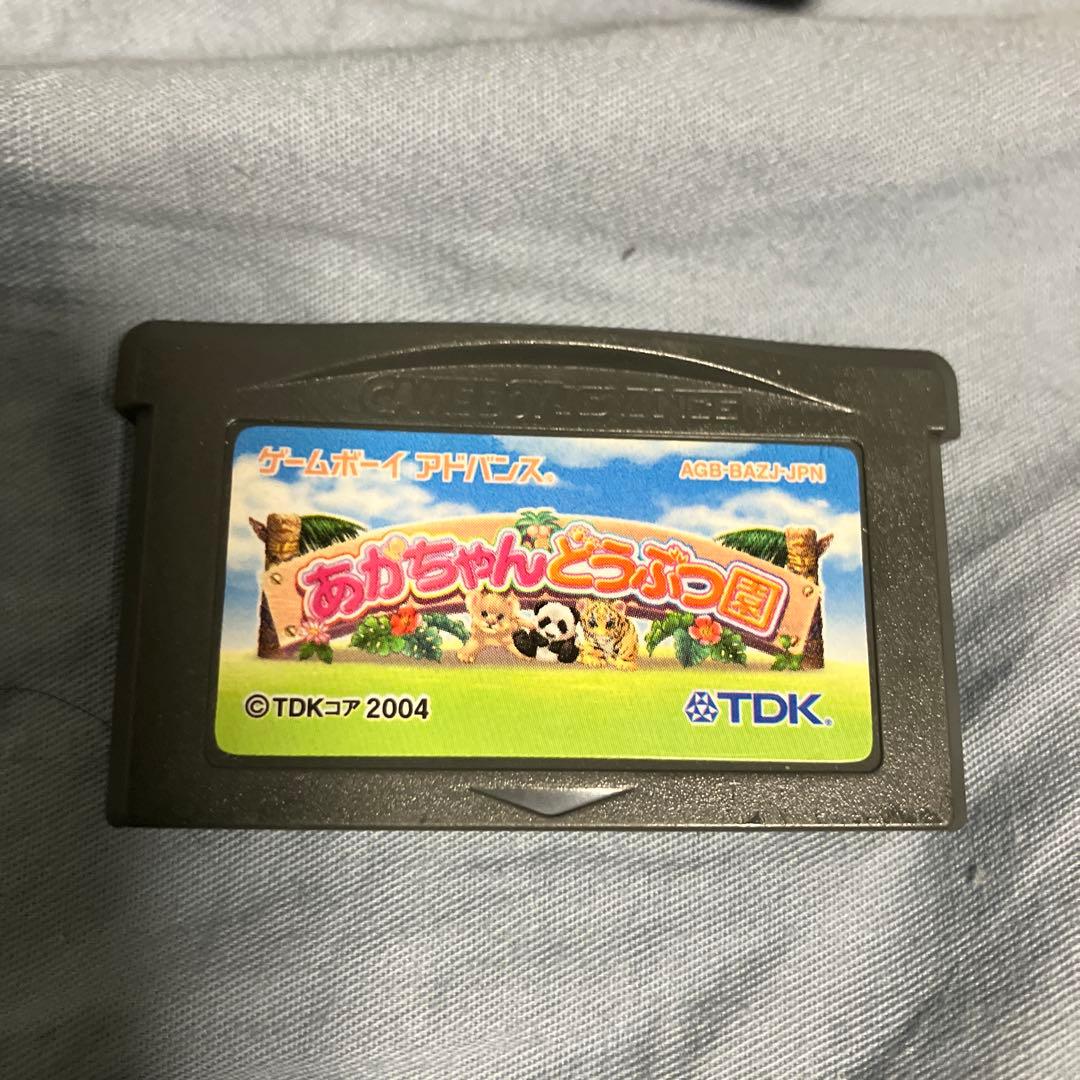 GAME BOY ADVANCE
ゲームボーイ アドバンス®
AGB-BAZJ-JPN
あかちゃんどうぶつ園
©TDKコア 2004
TDK®